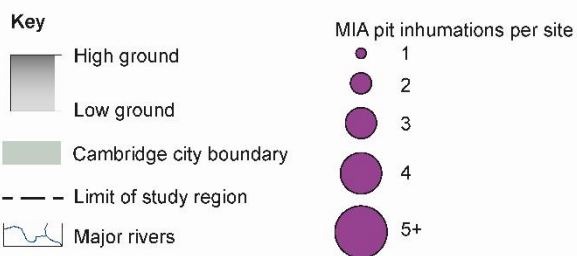 Key
High ground
Low ground
Cambridge city boundary
Limit of study region
Major rivers
MIA pit inhumations per site
1
2
3
4
5+